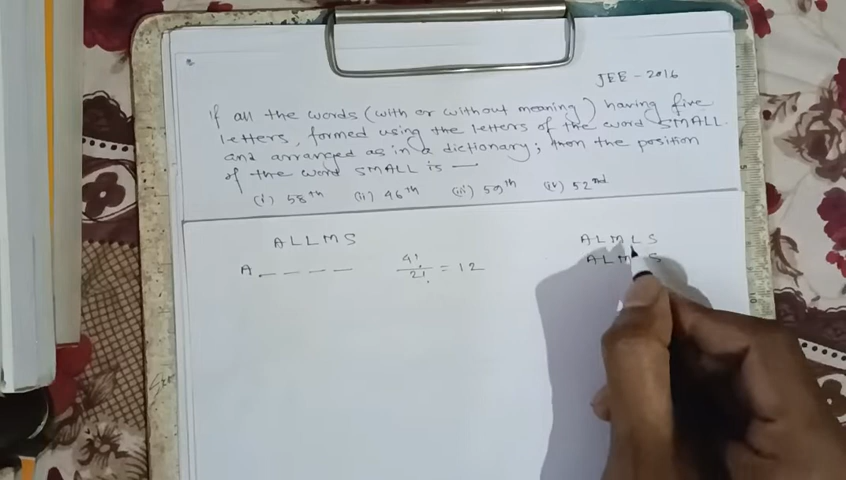 JEE - 2016
If all the words (with or without meaning) having five
letters, formed using the letters of the word SMALL
and arranged as in a dictionary; then the position
of the word SMALL is —
(i) 58th (ii) 46th (iii) 59th (iv) 52nd
ALLMS
A _ _ _ _ 4!/2! = 12
ALMLS
ALM S